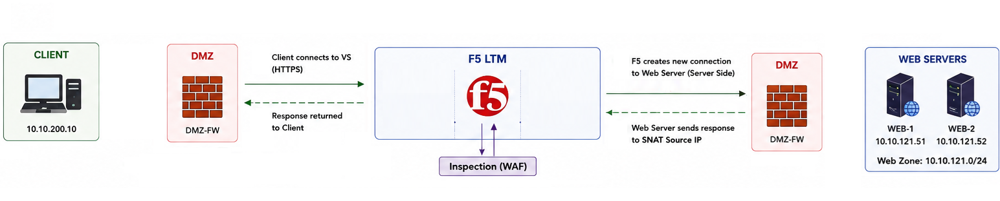 CLIENT
10.10.200.10
DMZ
DMZ-FW
Client connects to VS
(HTTPS)
Response returned
to Client
F5 LTM
f5
Inspection (WAF)
F5 creates new connection
to Web Server (Server Side)
Web Server sends response
to SNAT Source IP
DMZ
DMZ-FW
WEB SERVERS
WEB-1
10.10.121.51
WEB-2
10.10.121.52
Web Zone: 10.10.121.0/24